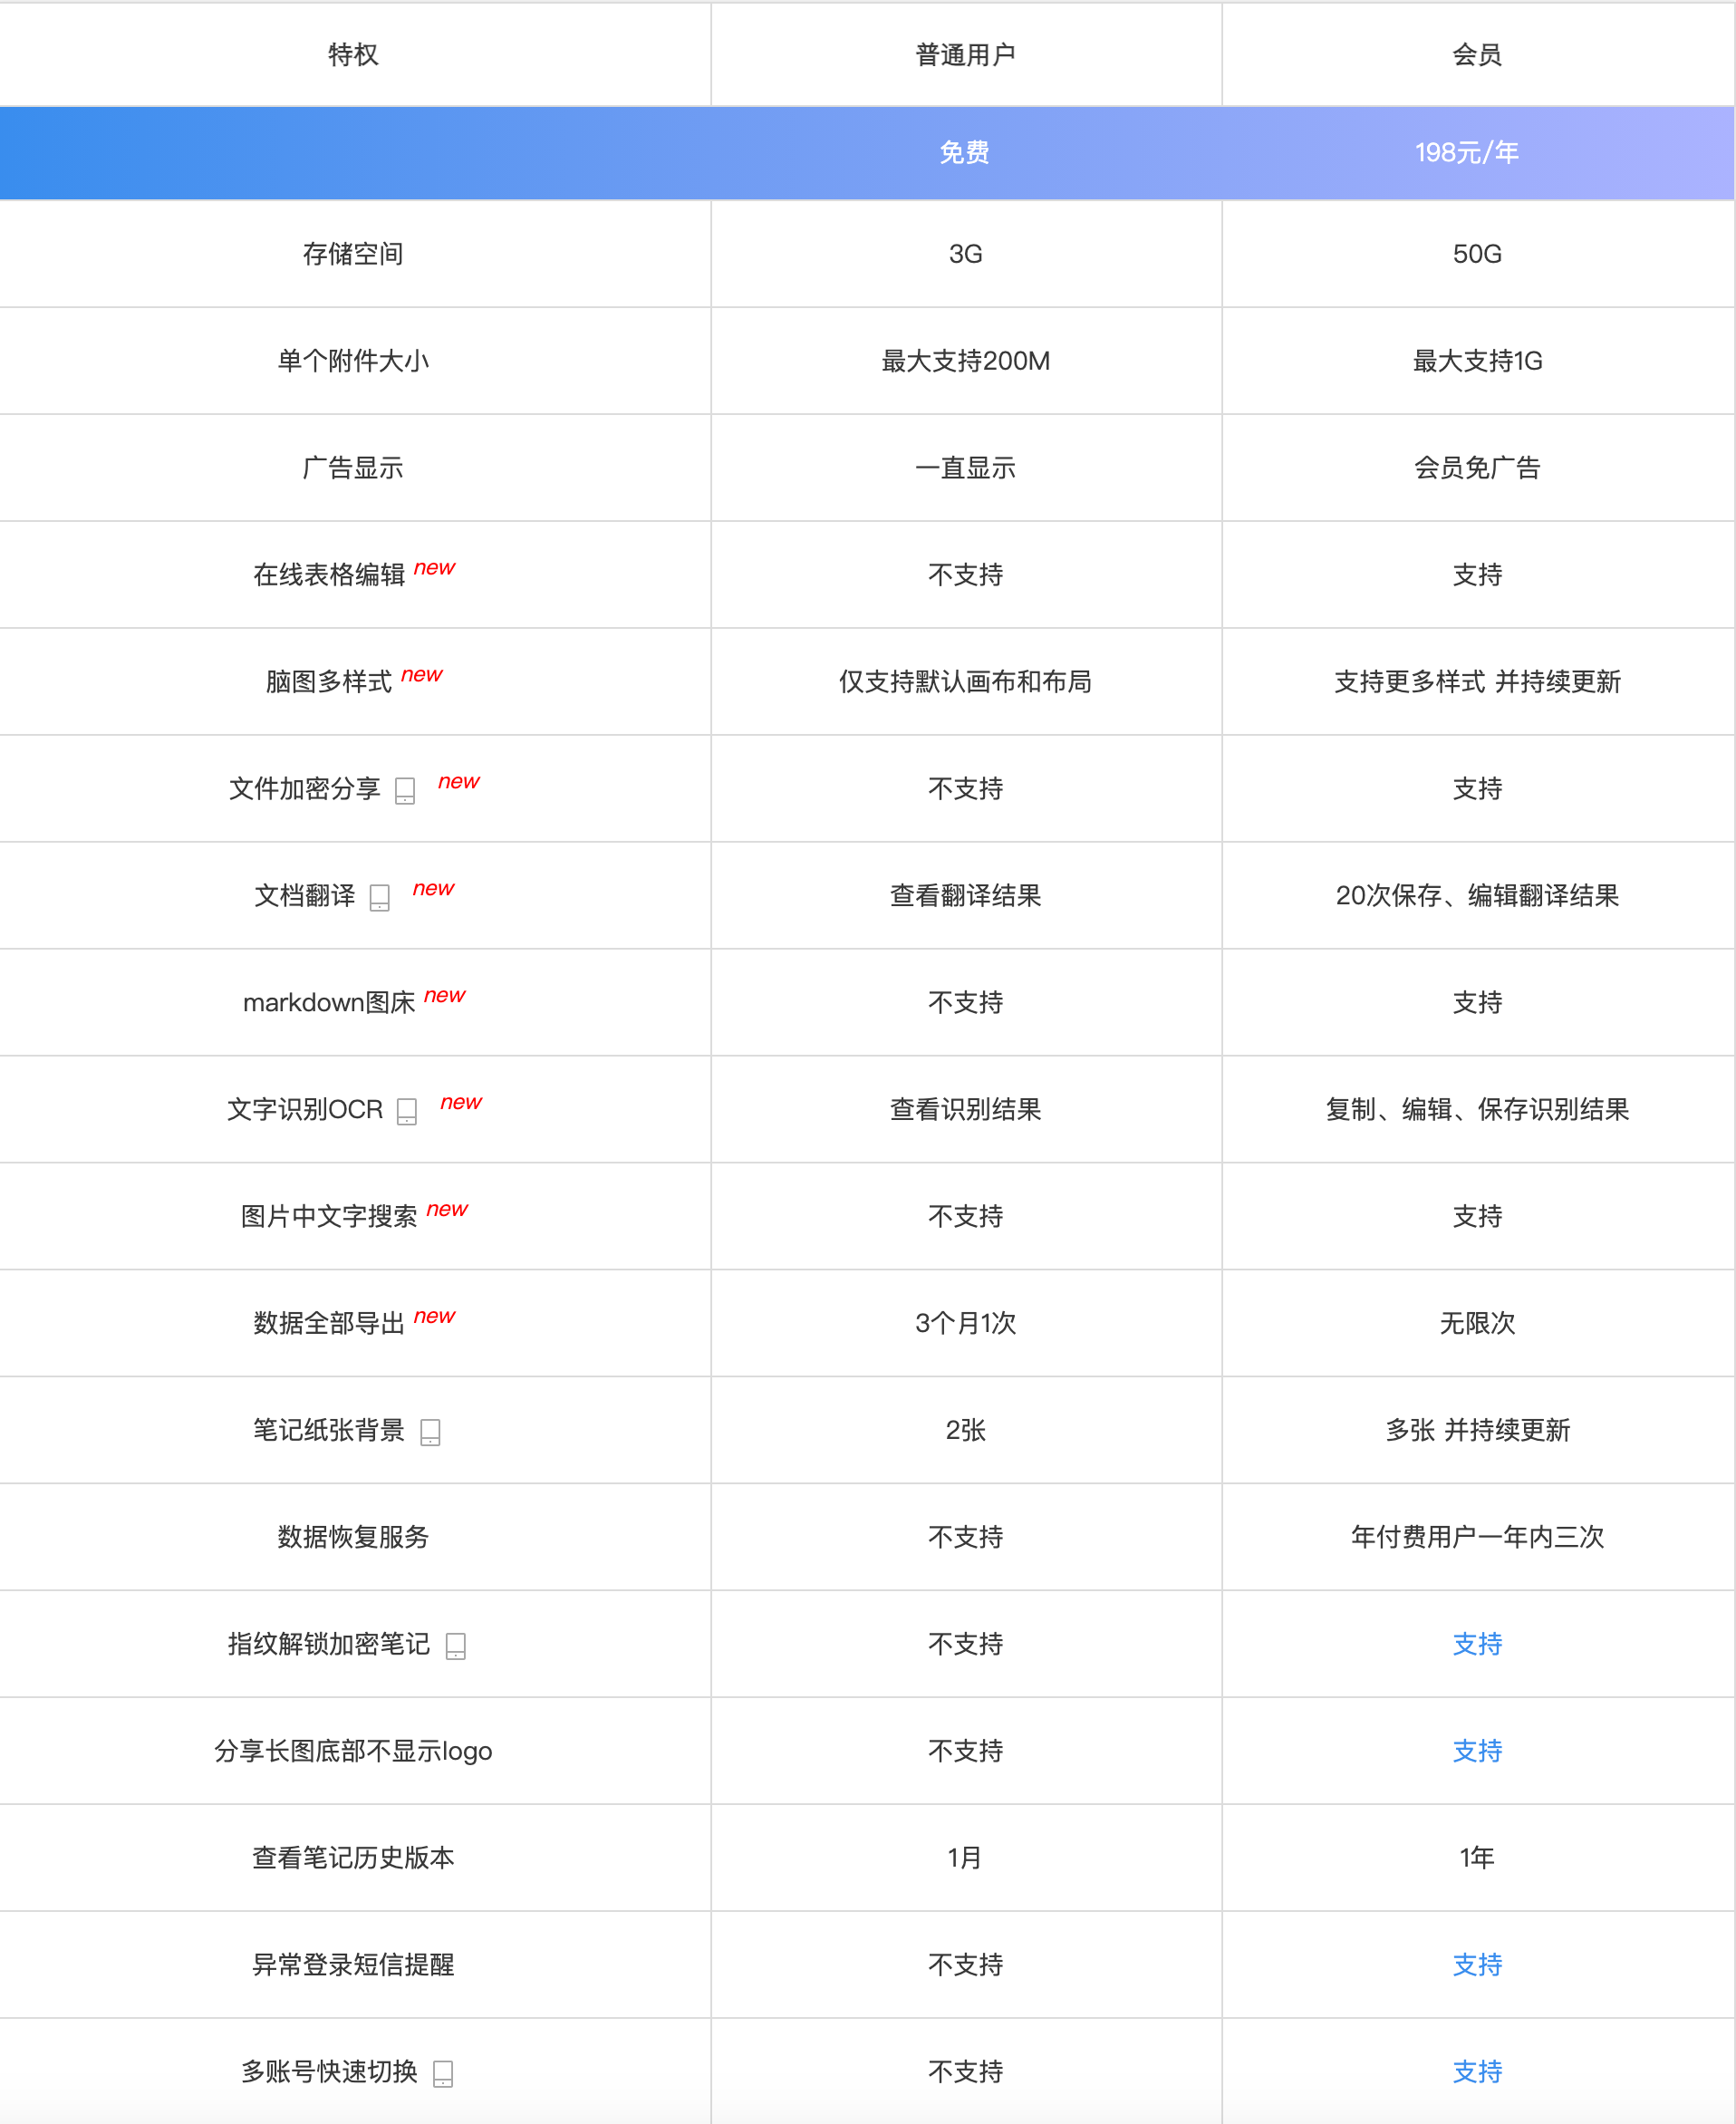 特权 普通用户 会员
免费 198元/年
存储空间 3G 50G
单个附件大小 最大支持200M 最大支持1G
广告显示 一直显示 会员免广告
在线表格编辑 new 不支持 支持
脑图多样式 new 仅支持默认画布和布局 支持更多样式 并持续更新
文件加密分享 new 不支持 支持
文档翻译 new 查看翻译结果 20次保存、编辑翻译结果
markdown图床 new 不支持 支持
文字识别OCR new 查看识别结果 复制、编辑、保存识别结果
图片中文字搜索 new 不支持 支持
数据全部导出 new 3个月1次 无限次
笔记纸张背景 2张 多张 并持续更新
数据恢复服务 不支持 年付费用户一年内三次
指纹解锁加密笔记 不支持 支持
分享长图底部不显示logo 不支持 支持
查看笔记历史版本 1月 1年
异常登录短信提醒 不支持 支持
多账号快速切换 不支持 支持